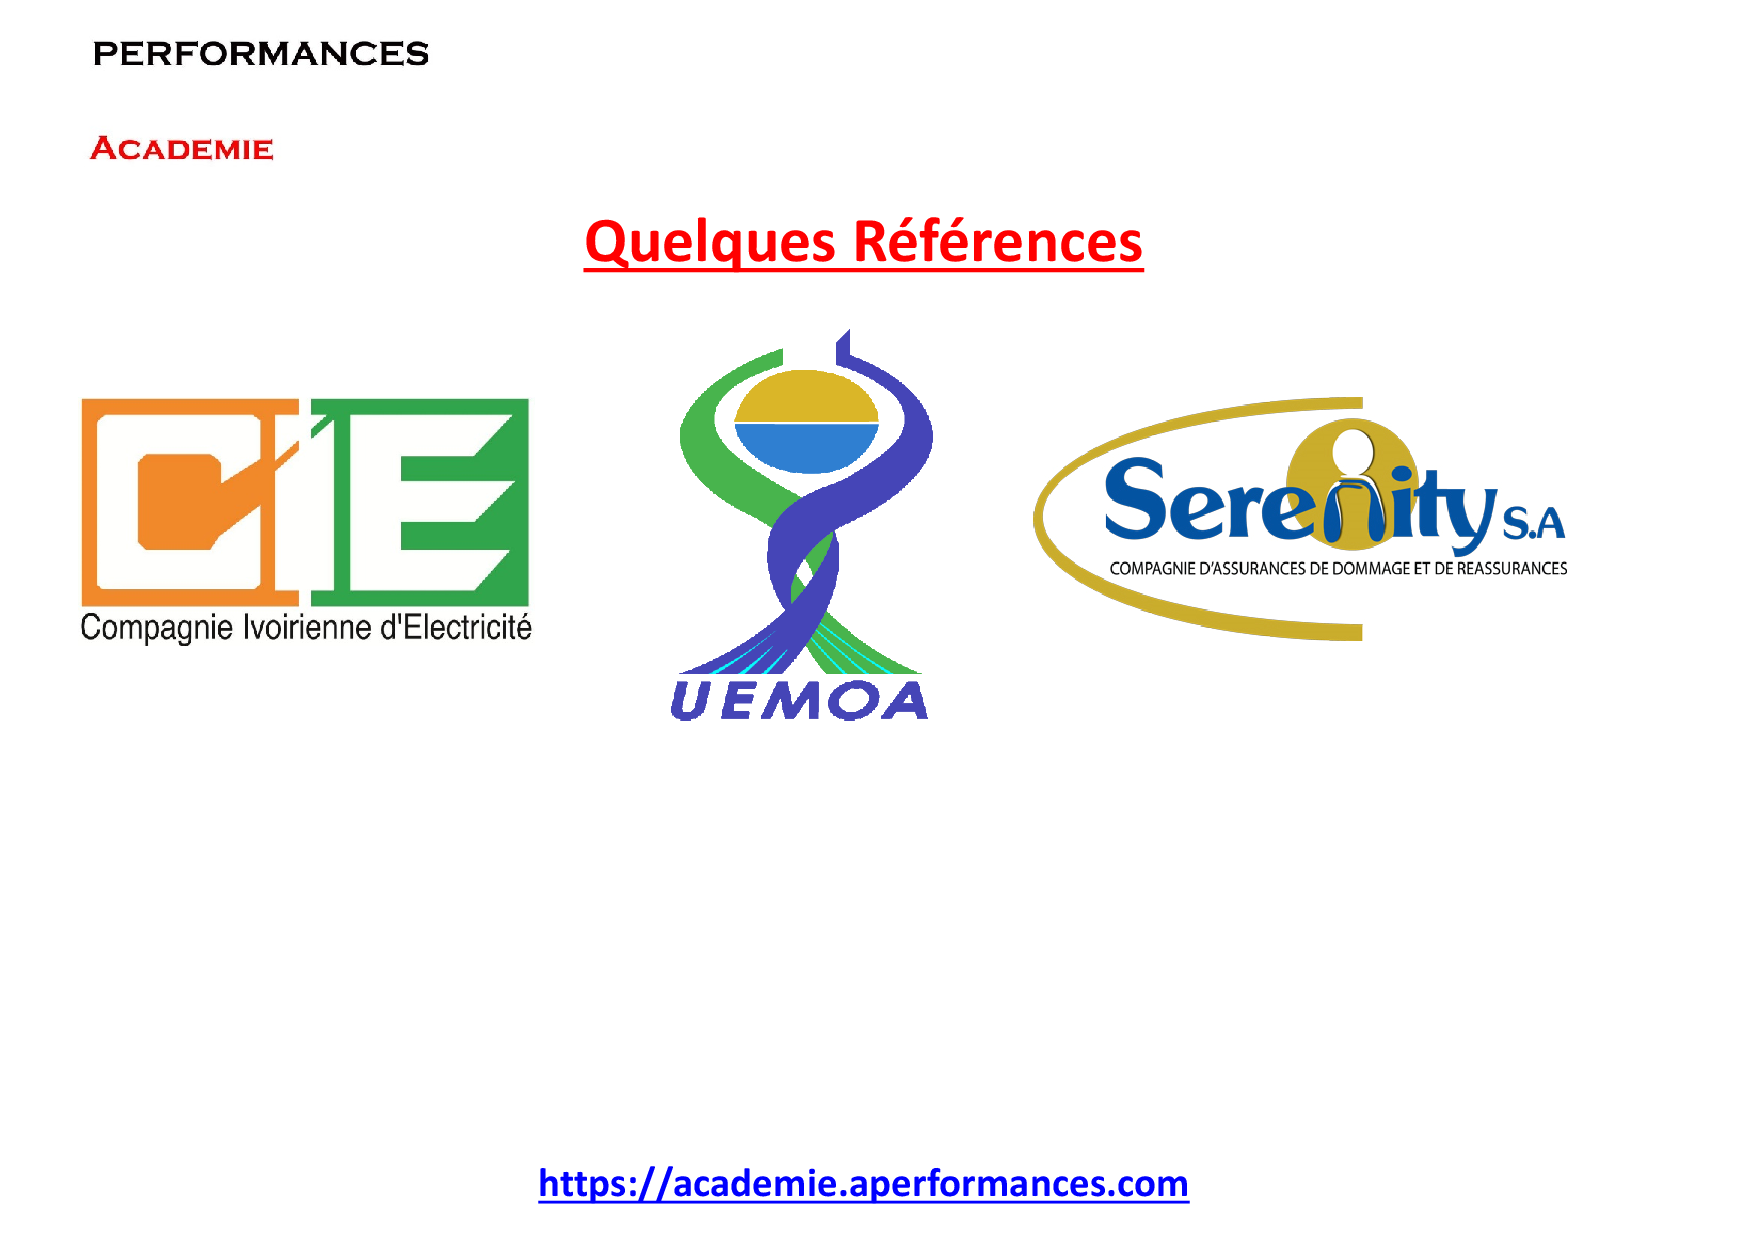 PERFORMANCES
ACADEMIE
Quelques Références
CIE
Compagnie Ivoirienne d'Electricité
UEMOA
Serenity S.A
COMPAGNIE D'ASSURANCES DE DOMMAGE ET DE REASSURANCES
https://academie.aperformances.com